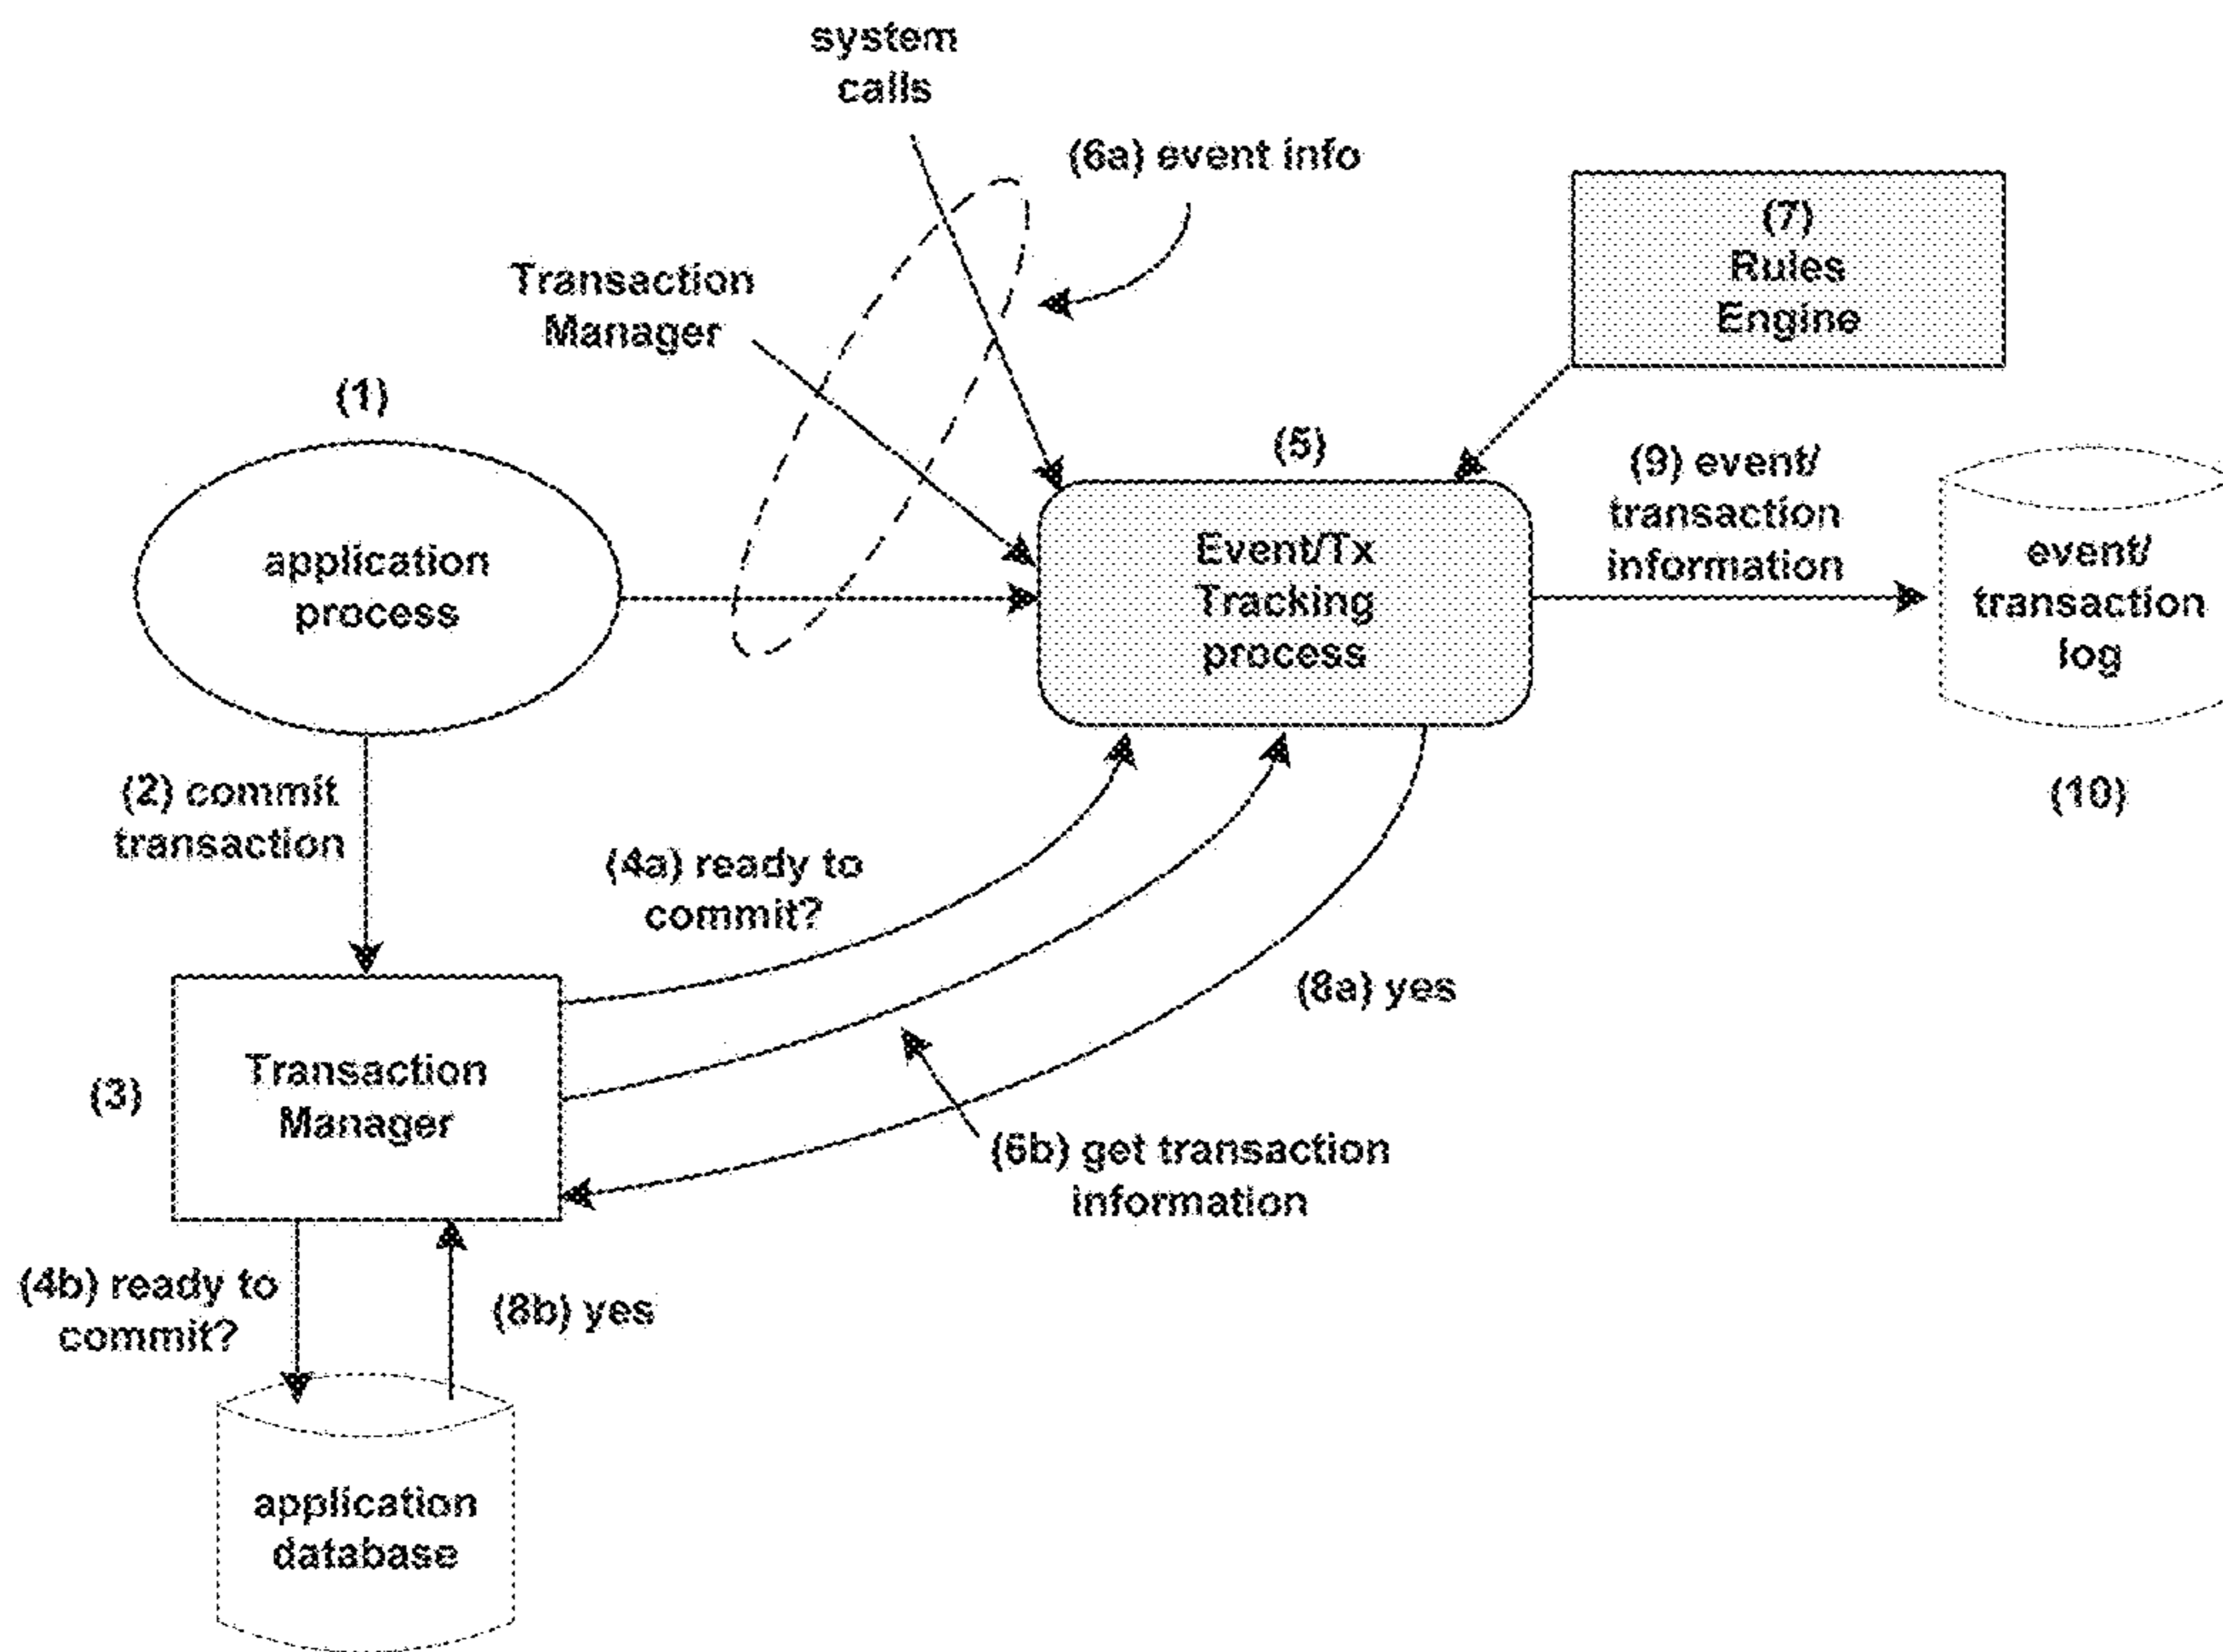 system
calls
(6a) event info
(7)
Rules
Engine
Transaction
Manager
(1)
(5)
(9) event/
transaction
information
application
process
Event/Tx
Tracking
process
event/
transaction
log
(2) commit
transaction
(10)
(4a) ready to
commit?
(8a) yes
(3)
Transaction
Manager
(6b) get transaction
information
(4b) ready to
commit?
(8b) yes
application
database